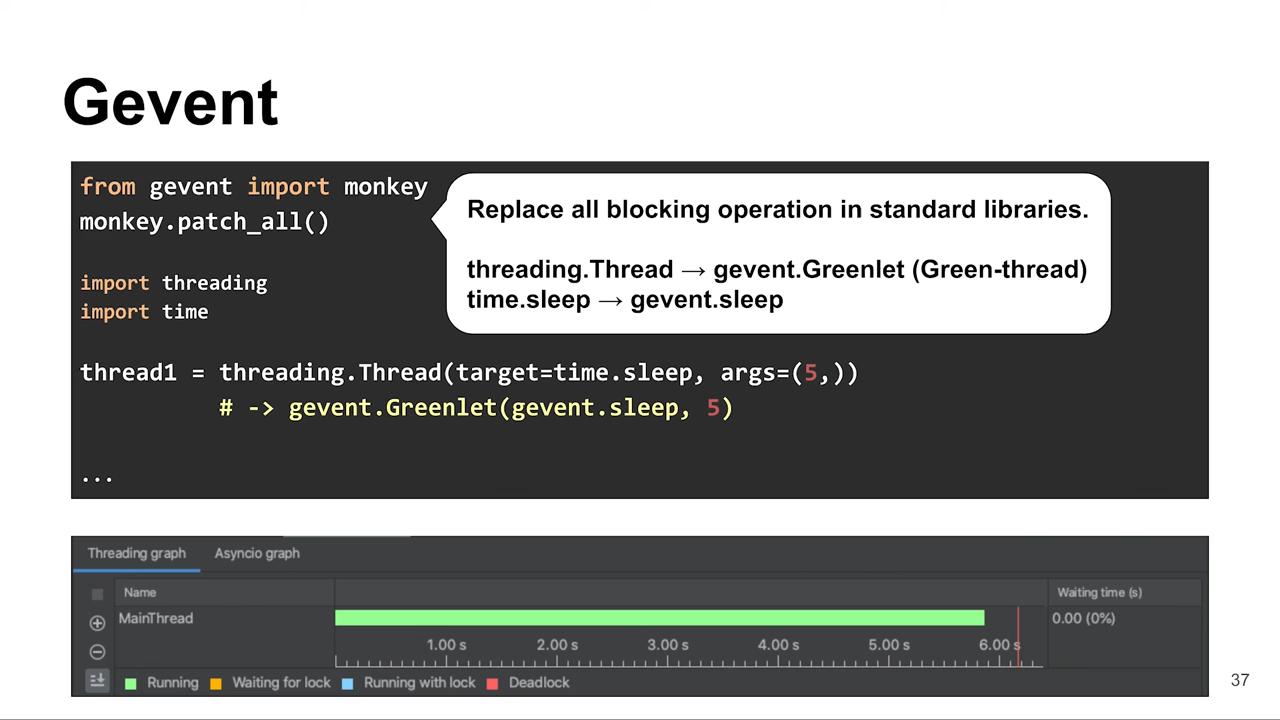 Gevent
from gevent import monkey
monkey.patch_all()
import threading
import time
thread1 = threading.Thread(target=time.sleep, args=(5,))
# -> gevent.Greenlet(gevent.sleep, 5)
...
Replace all blocking operation in standard libraries.
threading.Thread → gevent.Greenlet (Green-thread)
time.sleep → gevent.sleep
Threading graph Asyncio graph
Name Waiting time (s)
MainThread 0.00 (0%)
1.00 s 2.00 s 3.00 s 4.00 s 5.00 s 6.00 s
Running Waiting for lock Running with lock Deadlock
37